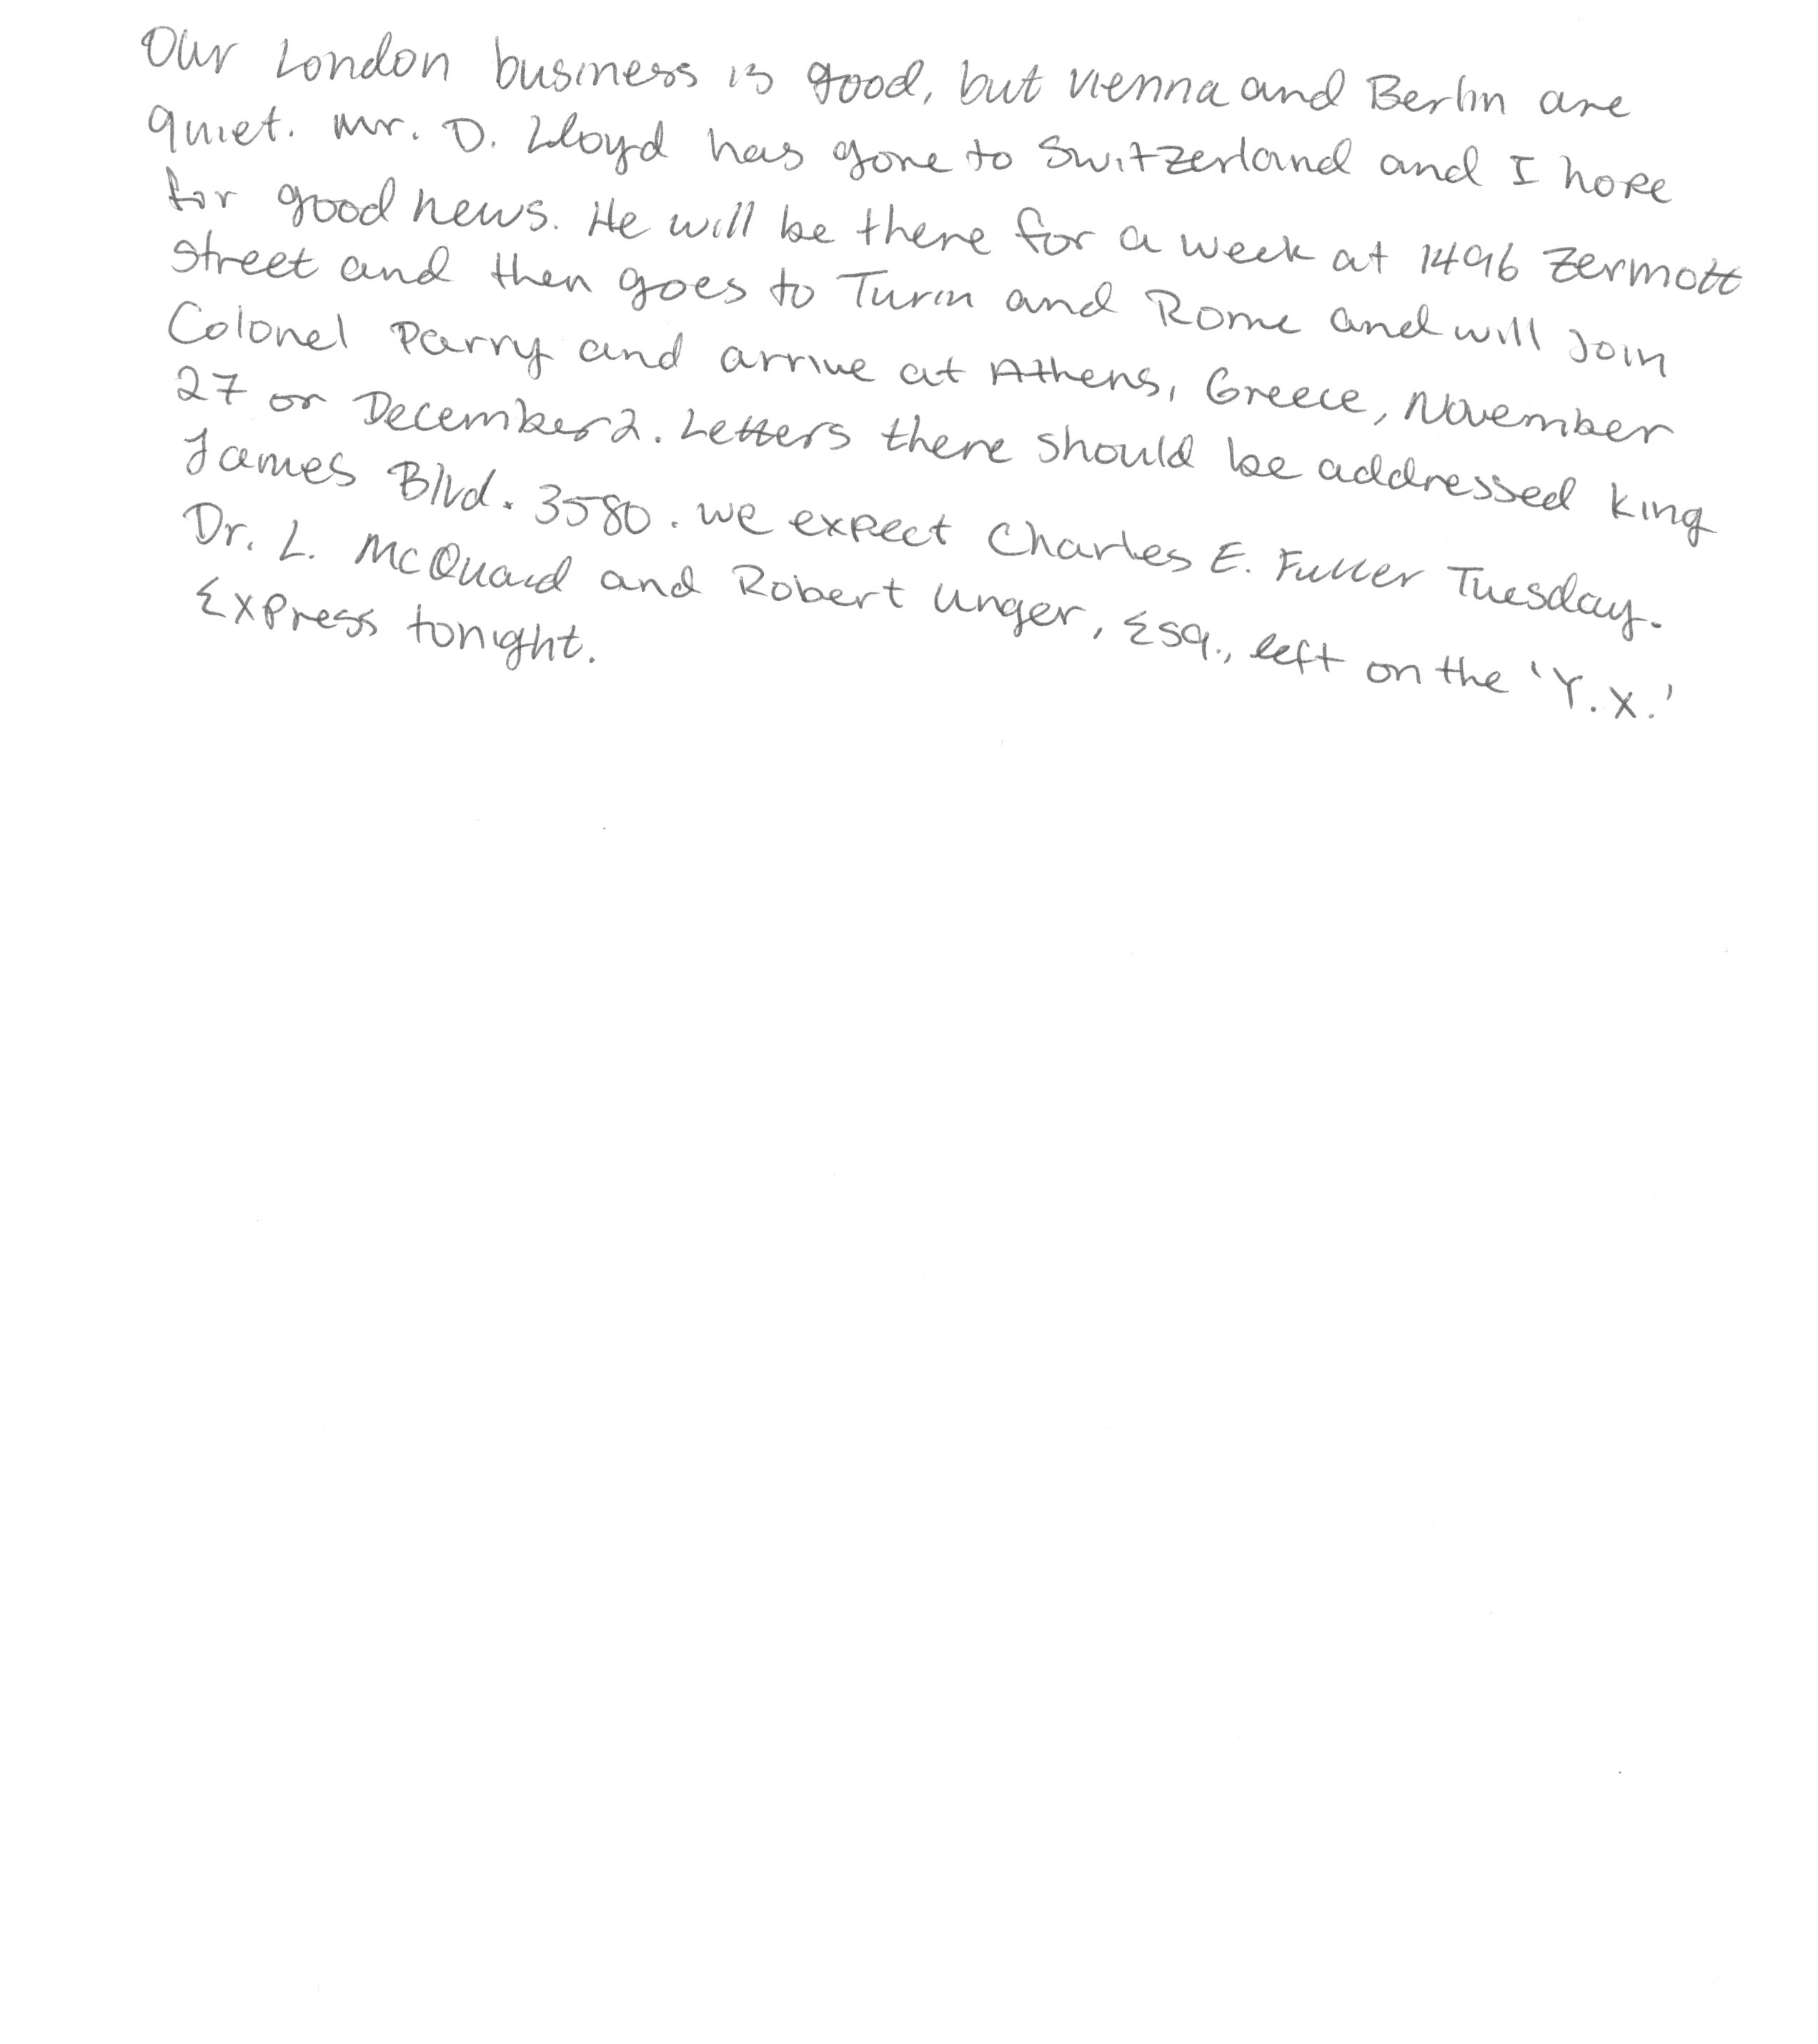 Our London business is good, but Vienna and Berlin are
quiet. Mr. D. Lloyd has gone to Switzerland and I hope
for good news. He will be there for a week at 1496 Zermott
Street and then goes to Turin and Rome and will join
Colonel Parry and arrive at Athens, Greece, November
27 or December 2. Letters there should be addressed King
James Blvd. 3580. We expect Charles E. Fuller Tuesday.
Dr. L. McQuaid and Robert Unger, Esq., left on the 'Y.X.'
Express tonight.